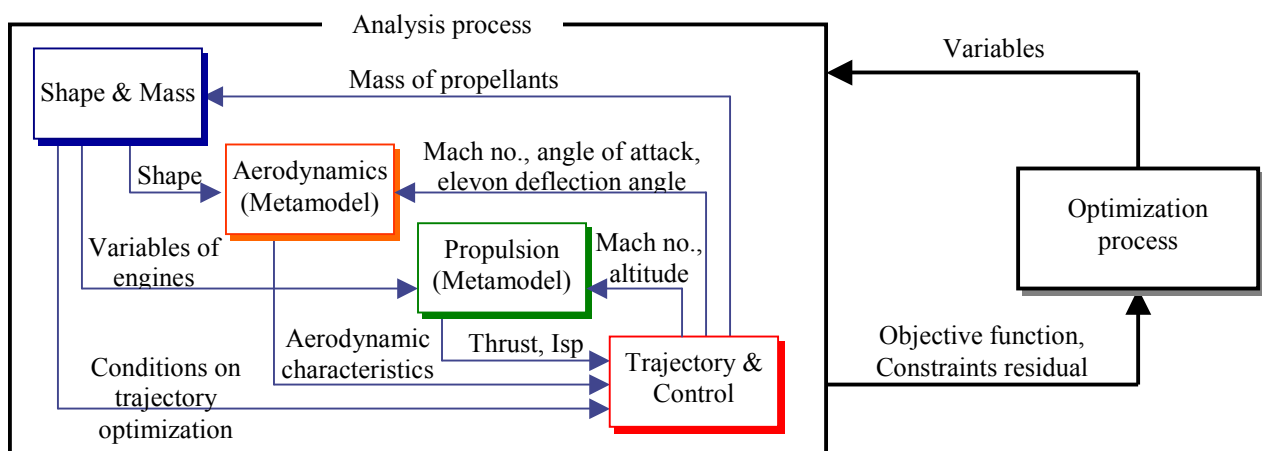 Analysis process
Variables
Mass of propellants
Shape & Mass
Mach no., angle of attack,
elevon deflection angle
Shape
Aerodynamics
(Metamodel)
Optimization
process
Variables of
engines
Propulsion
(Metamodel)
Mach no.,
altitude
Aerodynamic
characteristics
Thrust, Isp
Trajectory &
Control
Objective function,
Constraints residual
Conditions on
trajectory
optimization